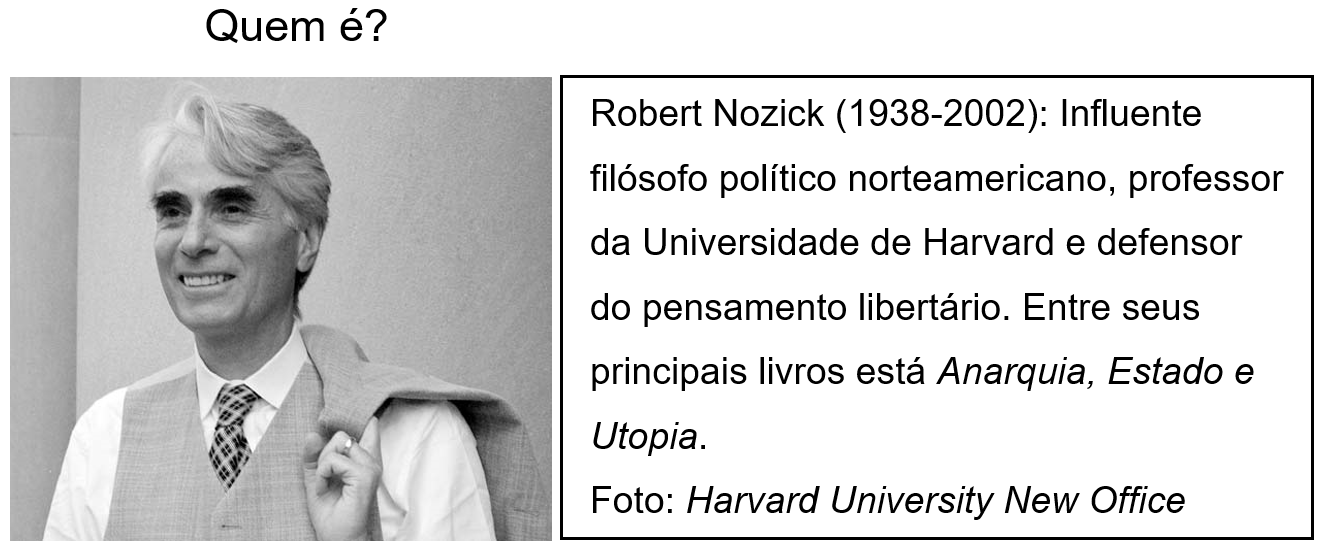 Quem é?
Robert Nozick (1938-2002): Influente
filósofo político norteamericano, professor
da Universidade de Harvard e defensor
do pensamento libertário. Entre seus
principais livros está Anarquia, Estado e
Utopia.
Foto: Harvard University New Office